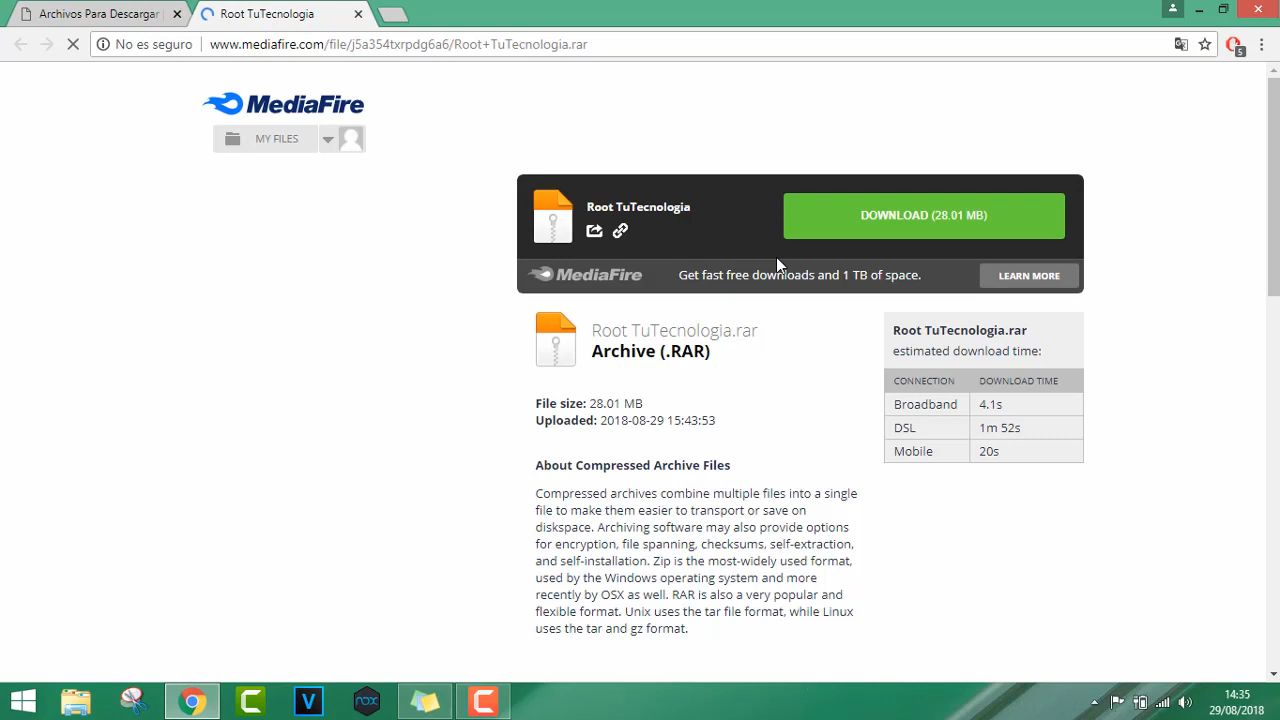 Archivos Para Descargar
Root TuTecnologia
No es seguro
www.mediafire.com/file/j5a354txrpdg6a6/Root+TuTecnologia.rar
5
MediaFire
MY FILES
Root TuTecnologia
DOWNLOAD (28.01 MB)
MediaFire
Get fast free downloads and 1 TB of space.
LEARN MORE
Root TuTecnologia.rar
Archive (.RAR)
File size: 28.01 MB
Uploaded: 2018-08-29 15:43:53
Root TuTecnologia.rar
estimated download time:
CONNECTION DOWNLOAD TIME
Broadband 4.1s
DSL 1m 52s
Mobile 20s
About Compressed Archive Files
Compressed archives combine multiple files into a single
file to make them easier to transport or save on
diskspace. Archiving software may also provide options
for encryption, file spanning, checksums, self-extraction,
and self-installation. Zip is the most-widely used format,
used by the Windows operating system and more
recently by OSX as well. RAR is also a very popular and
flexible format. Unix uses the tar file format, while Linux
uses the tar and gz format.
C
V
nox
C
14:35
29/08/2018